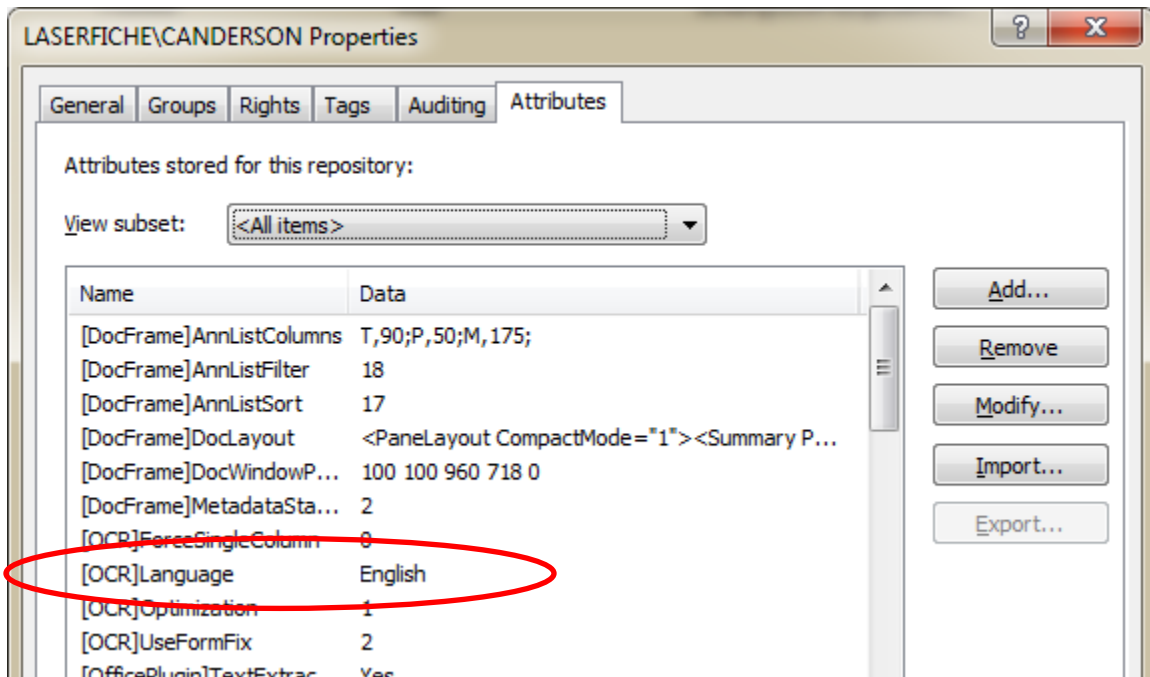 LASERFICHE\CANDERSON Properties
General Groups Rights Tags Auditing Attributes
Attributes stored for this repository:
View subset: <All items>
Name Data
[DocFrame]AnnListColumns T,90;P,50;M,175;
[DocFrame]AnnListFilter 18
[DocFrame]AnnListSort 17
[DocFrame]DocLayout <PaneLayout CompactMode="1"><Summary P...
[DocFrame]DocWindowP... 100 100 960 718 0
[DocFrame]MetadataSta... 2
[OCR]ForceSingleColumn 0
[OCR]Language English
[OCR]Optimization 1
[OCR]UseFormFix 2
[OfficePlugin]TextExtrac... Yes
Add...
Remove
Modify...
Import...
Export...